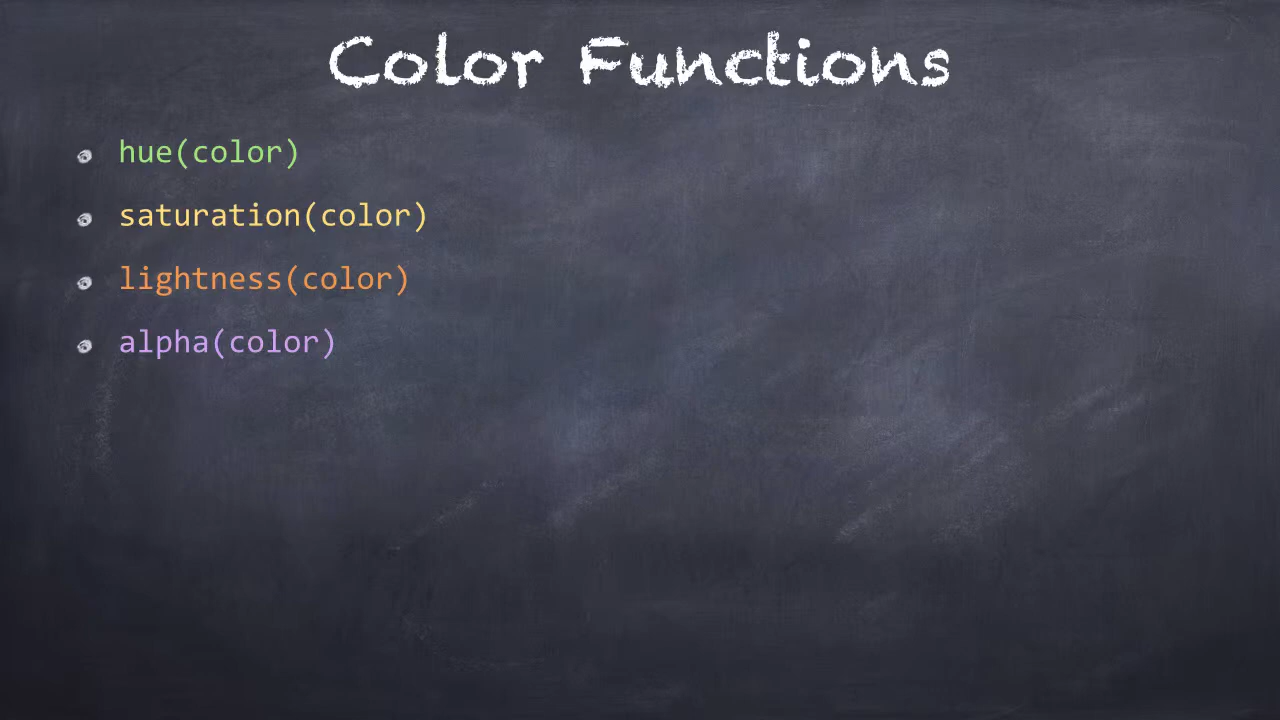 Color Functions
hue(color)
saturation(color)
lightness(color)
alpha(color)